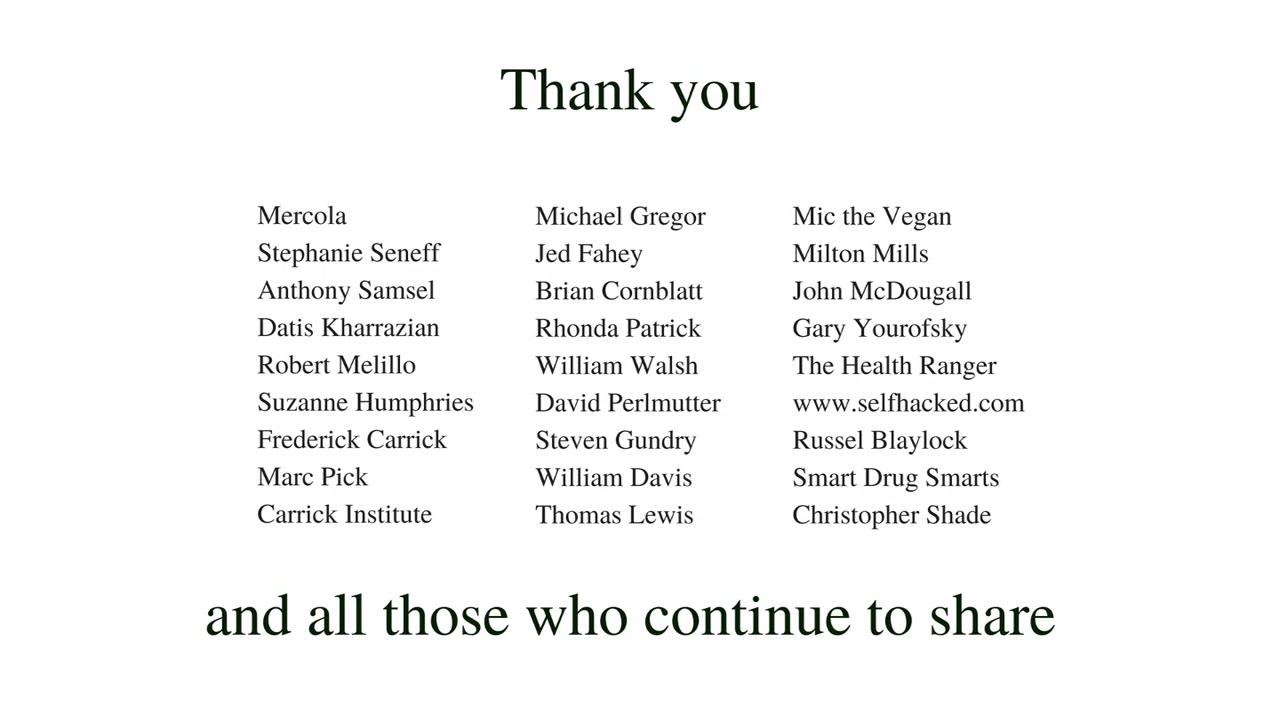 Thank you
Mercola
Stephanie Seneff
Anthony Samsel
Datis Kharrazian
Robert Melillo
Suzanne Humphries
Frederick Carrick
Marc Pick
Carrick Institute
Michael Gregor
Jed Fahey
Brian Cornblatt
Rhonda Patrick
William Walsh
David Perlmutter
Steven Gundry
William Davis
Thomas Lewis
Mic the Vegan
Milton Mills
John McDougall
Gary Yourofsky
The Health Ranger
www.selfhacked.com
Russel Blaylock
Smart Drug Smarts
Christopher Shade
and all those who continue to share